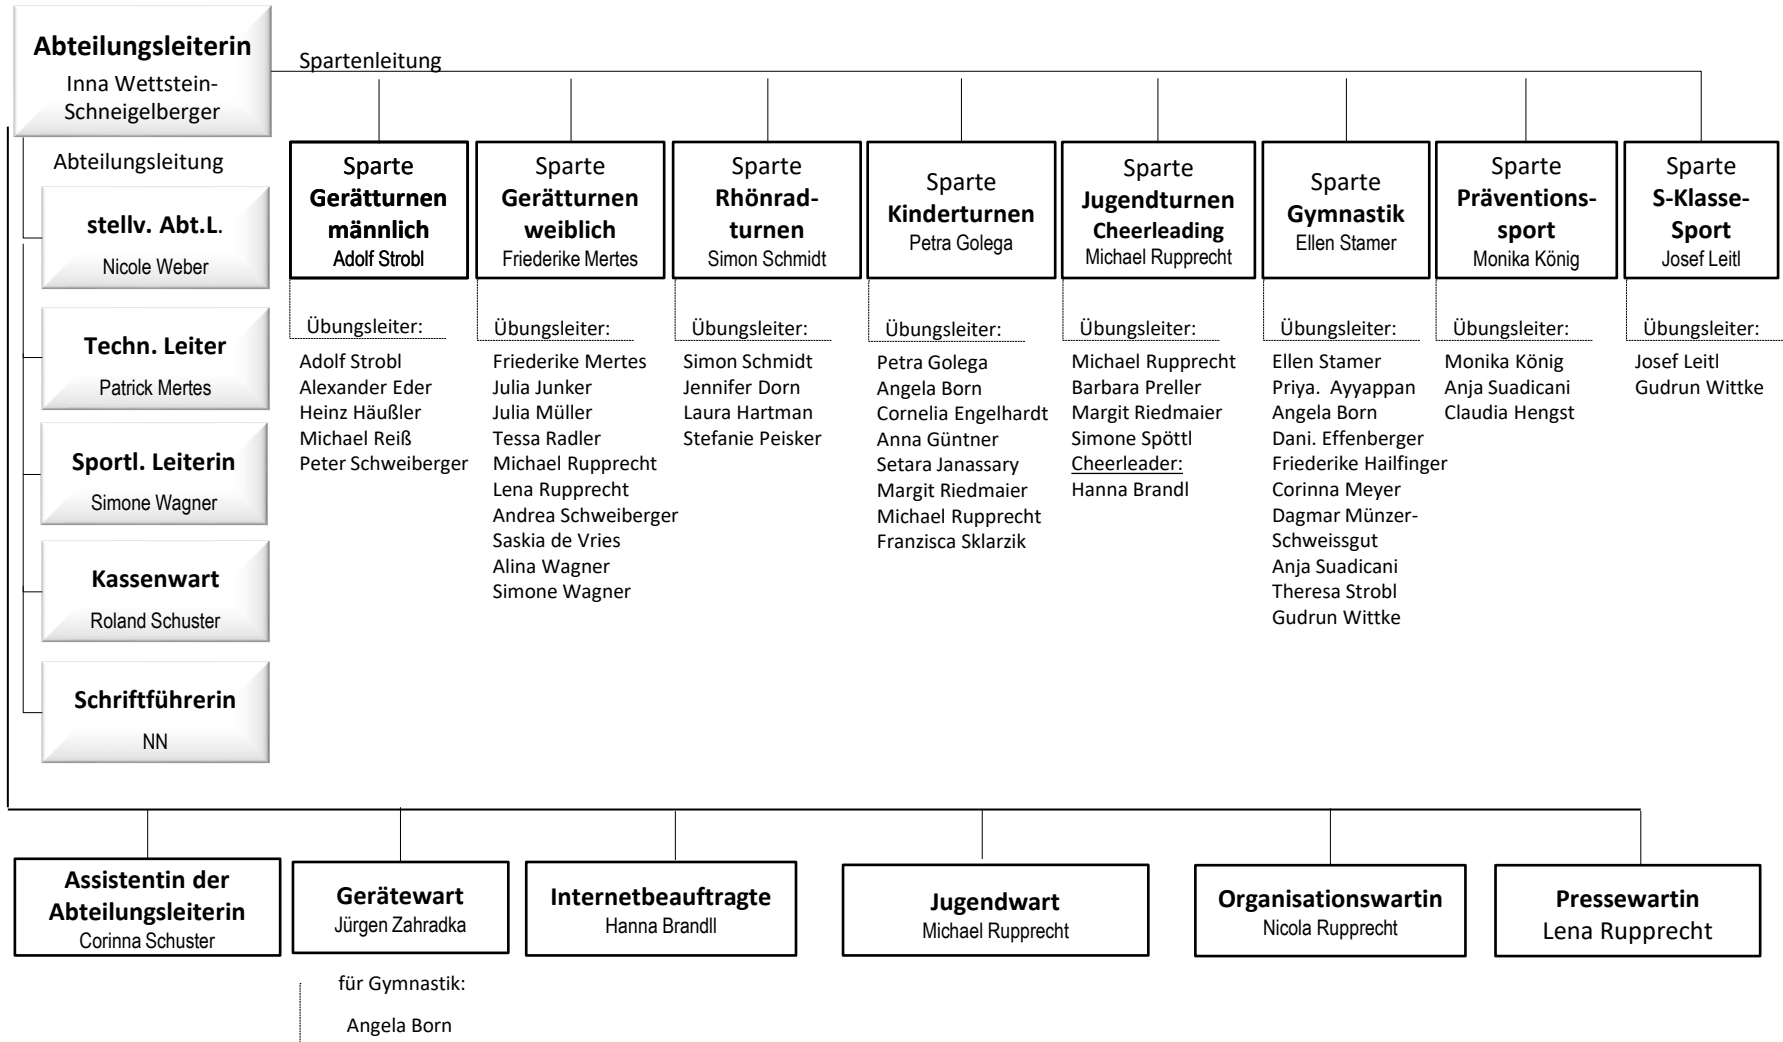 Abteilungsleiterin
Inna Wettstein-
Schneigelberger
Spartenleitung
Abteilungsleitung
stellv. Abt.L.
Nicole Weber
Techn. Leiter
Patrick Mertes
Sportl. Leiterin
Simone Wagner
Kassenwart
Roland Schuster
Schriftführerin
NN
Sparte
Gerätturnen
männlich
Adolf Strobl
Übungsleiter:
Adolf Strobl
Alexander Eder
Heinz Häußler
Michael Reiß
Peter Schweiberger
Sparte
Gerätturnen
weiblich
Friederike Mertes
Übungsleiter:
Friederike Mertes
Julia Junker
Julia Müller
Tessa Radler
Michael Rupprecht
Lena Rupprecht
Andrea Schweiberger
Saskia de Vries
Alina Wagner
Simone Wagner
Sparte
Rhönrad-
turnen
Simon Schmidt
Übungsleiter:
Simon Schmidt
Jennifer Dorn
Laura Hartman
Stefanie Peisker
Sparte
Kinderturnen
Petra Golega
Übungsleiter:
Petra Golega
Angela Born
Cornelia Engelhardt
Anna Güntner
Setara Janassary
Margit Riedmaier
Michael Rupprecht
Franzisca Sklarzik
Sparte
Jugendturnen
Cheerleading
Michael Rupprecht
Übungsleiter:
Michael Rupprecht
Barbara Preller
Margit Riedmaier
Simone Spöttl
Cheerleader:
Hanna Brandl
Sparte
Gymnastik
Ellen Stamer
Übungsleiter:
Ellen Stamer
Priya. Ayyappan
Angela Born
Dani. Effenberger
Friederike Hailfinger
Corinna Meyer
Dagmar Münzer-
Schweissgut
Anja Suadicani
Theresa Strobl
Gudrun Wittke
Sparte
Präventions-
sport
Monika König
Übungsleiter:
Monika König
Anja Suadicani
Claudia Hengst
Sparte
S-Klasse-
Sport
Josef Leitl
Übungsleiter:
Josef Leitl
Gudrun Wittke
Assistentin der
Abteilungsleiterin
Corinna Schuster
Gerätewart
Jürgen Zahradka
für Gymnastik:
Angela Born
Internetbeauftragte
Hanna Brandll
Jugendwart
Michael Rupprecht
Organisationswartin
Nicola Rupprecht
Pressewartin
Lena Rupprecht